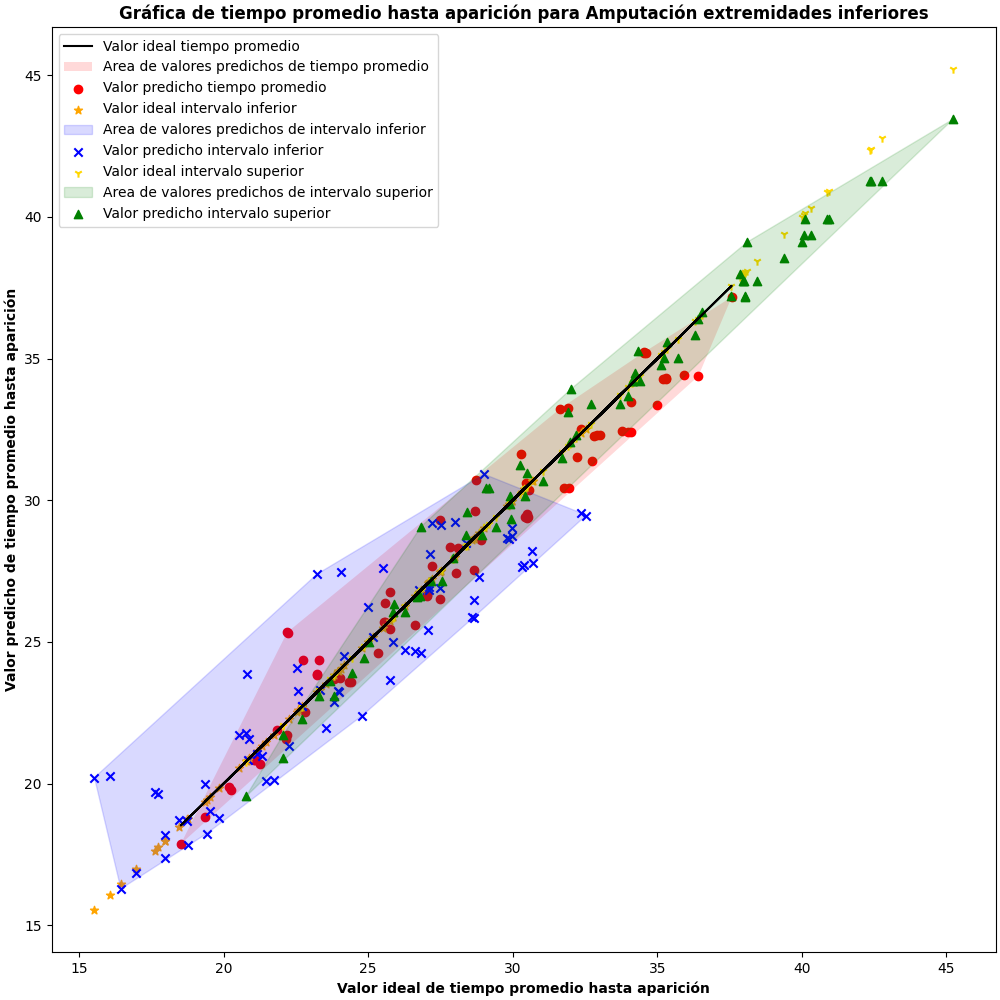 Gráfica de tiempo promedio hasta aparición para Amputación extremidades inferiores
Valor ideal tiempo promedio
Area de valores predichos de tiempo promedio
Valor predicho tiempo promedio
Valor ideal intervalo inferior
Area de valores predichos de intervalo inferior
Valor predicho intervalo inferior
Valor ideal intervalo superior
Area de valores predichos de intervalo superior
Valor predicho intervalo superior
Valor predicho de tiempo promedio hasta aparición
45
40
35
30
25
20
15
15 20 25 30 35 40 45
Valor ideal de tiempo promedio hasta aparición